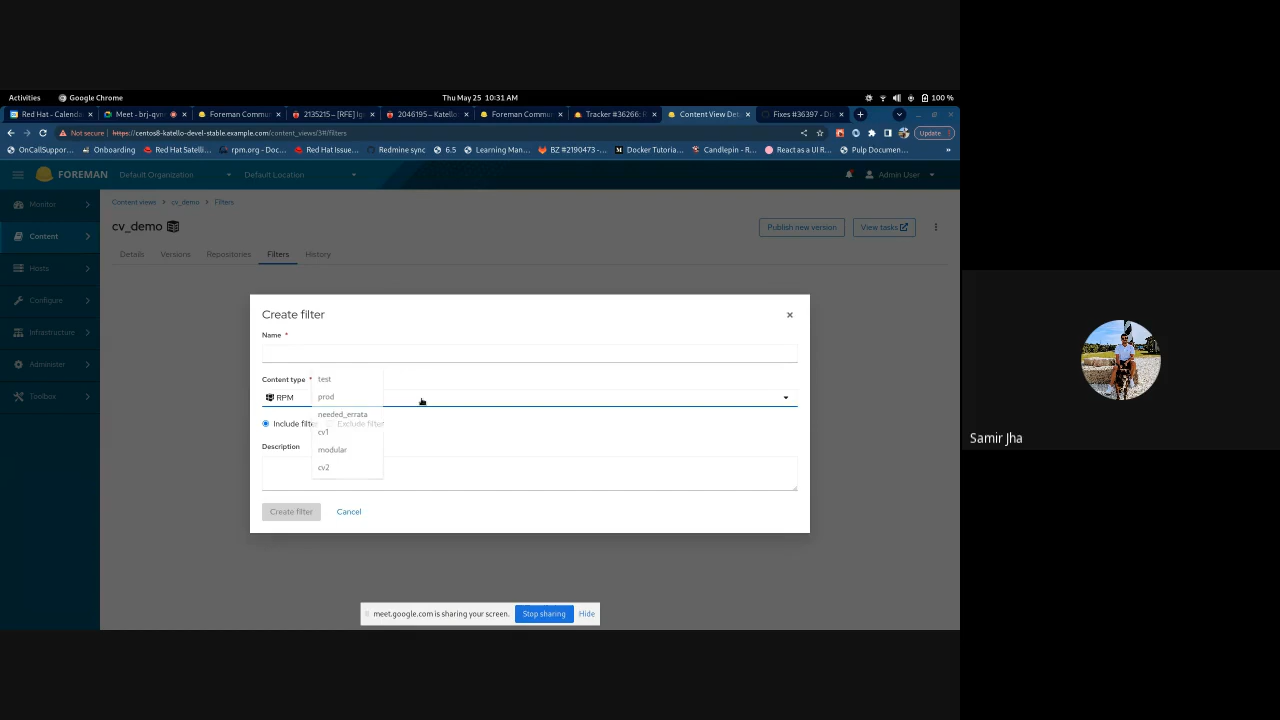 Activities
Google Chrome
Thu May 25 10:31 AM
100 %
Red Hat - Calenda
Meet - brj-qvm
Foreman Commun
2135215 – [RFE] Ig
2046195 – Katello
Foreman Commun
Tracker #36266: R
Content View Deta
Fixes #36397 - Di
Not secure
https://centos8-katello-devel-stable.example.com/content_views/3#/filters
Update
OnCallSuppor...
Onboarding
Red Hat Satelli...
rpm.org - Doc...
Red Hat Issue...
Redmine sync
6.5
Learning Man...
BZ #2190473 -...
Docker Tutoria...
Candlepin - R...
React as a UI R...
Pulp Documen...
»
FOREMAN
Default Organization
Default Location
Admin User
Monitor
Content
Hosts
Configure
Infrastructure
Administer
Toolbox
Content views > cv_demo > Filters
cv_demo
Publish new version
View tasks
Details
Versions
Repositories
Filters
History
Create filter
Name *
test
Content type *
prod
RPM
needed_errata
Include filter
Exclude filter
cv1
Description
modular
cv2
Create filter
Cancel
meet.google.com is sharing your screen.
Stop sharing
Hide
Samir Jha